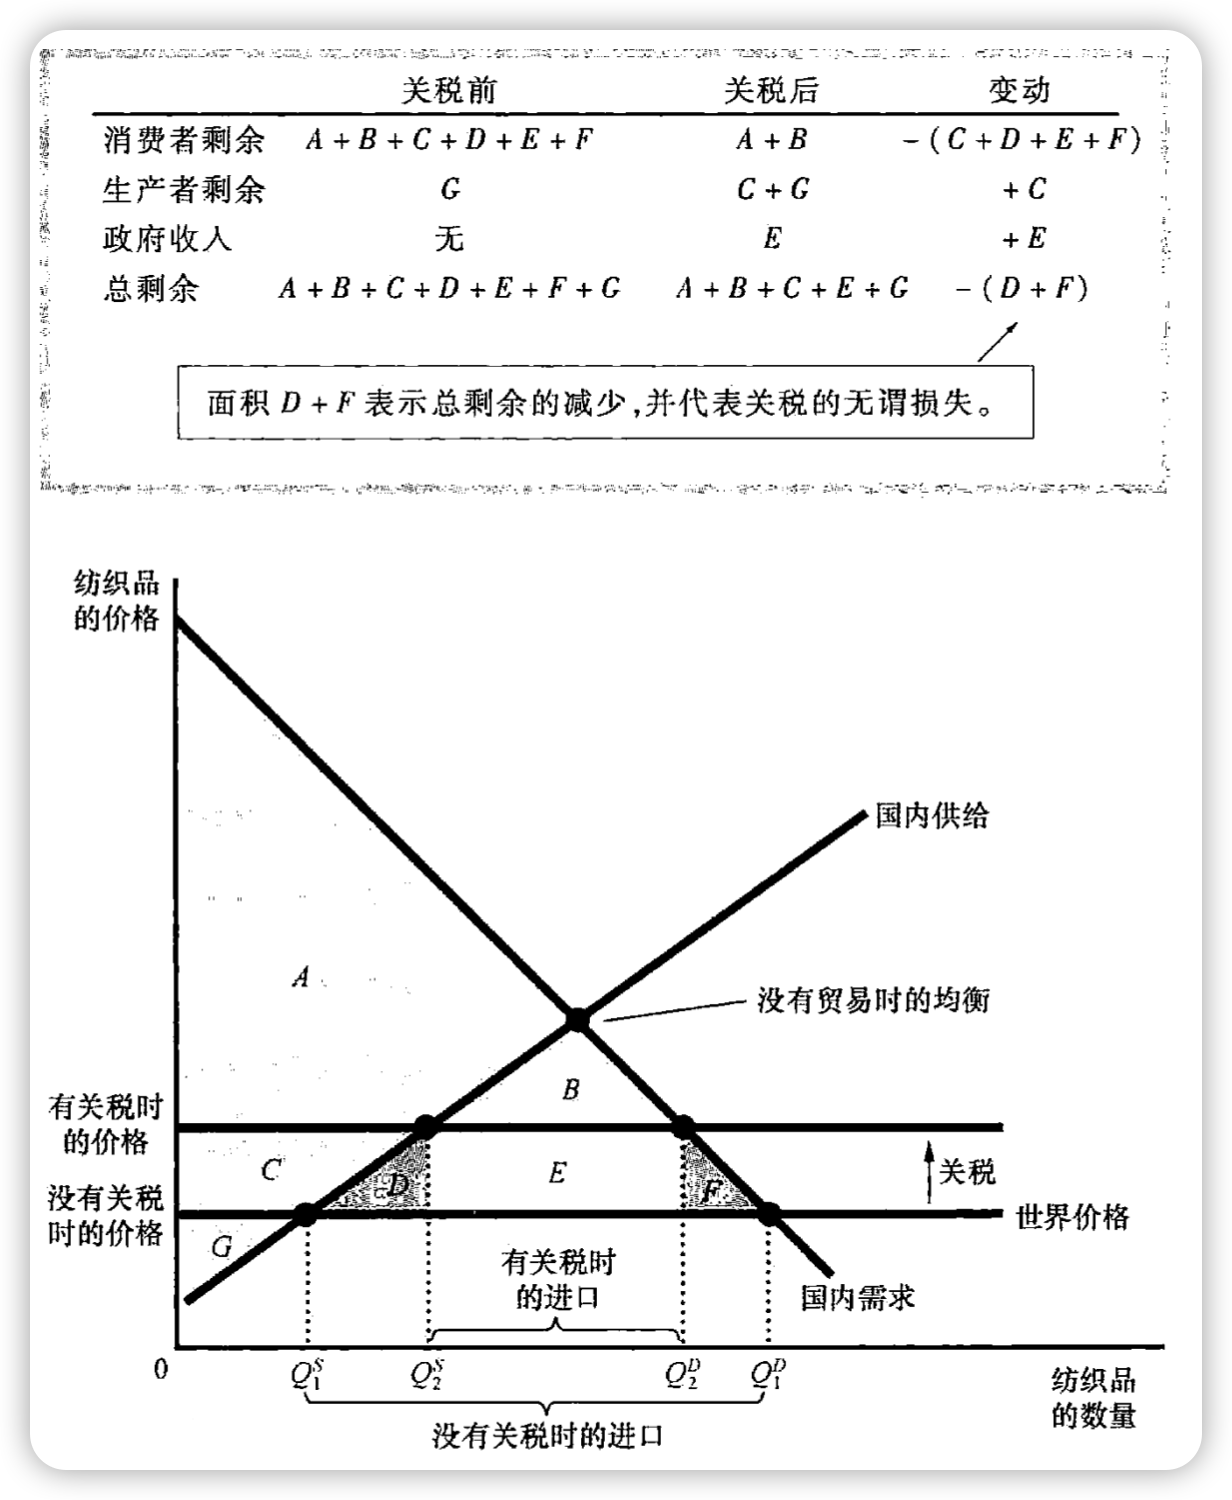 关税前 关税后 变动
消费者剩余 A + B + C + D + E + F A + B - ( C + D + E + F )
生产者剩余 G C + G + C
政府收入 无 E + E
总剩余 A + B + C + D + E + F + G A + B + C + E + G - ( D + F )
面积 D + F 表示总剩余的减少,并代表关税的无谓损失。
纺织品
的价格
国内供给
A
没有贸易时的均衡
B
有关税时
的价格
C
D
E
F
关税
没有关税
时的价格
世界价格
G
有关税时
的进口
国内需求
0
Q₁ˢ Q₂ˢ Q₂ᴰ Q₁ᴰ
纺织品
的数量
没有关税时的进口